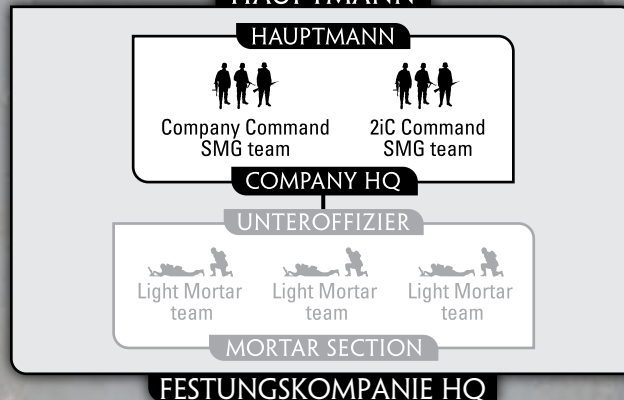 HAUPTMANN
HAUPTMANN
Company Command
SMG team
2iC Command
SMG team
COMPANY HQ
UNTEROFFIZIER
Light Mortar
team
Light Mortar
team
Light Mortar
team
MORTAR SECTION
FESTUNGSKOMPANIE HQ